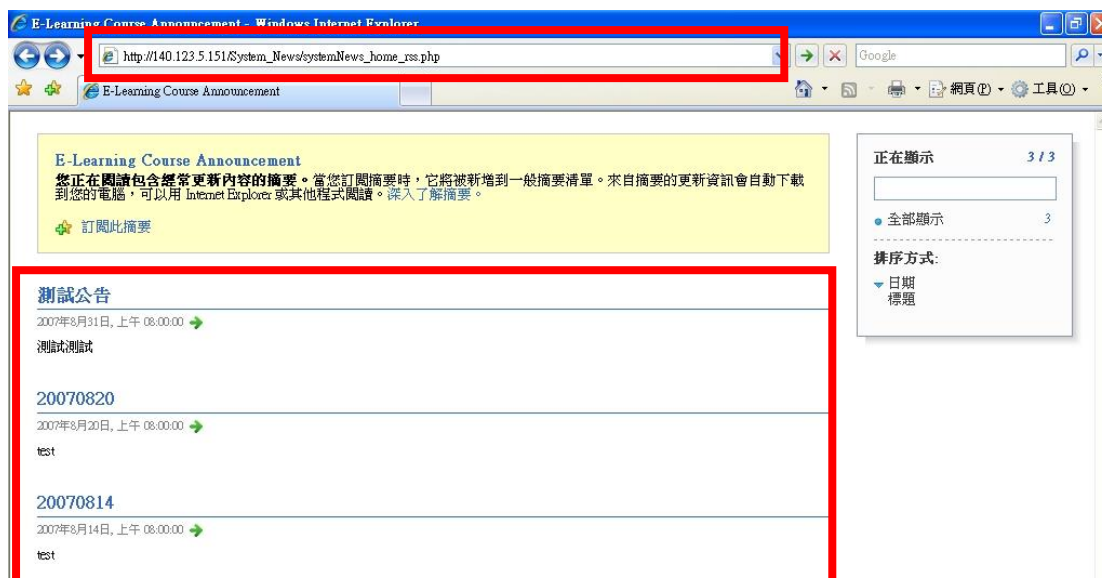 E-Learning Course Announcement - Windows Internet Explorer
http://140.123.5.151/System_News/systemNews_home_rss.php
Google
E-Learning Course Announcement
網頁(P)
工具(O)
E-Learning Course Announcement
您正在閱讀包含經常更新內容的摘要。當您訂閱摘要時，它將被新增到一般摘要清單。來自摘要的更新資訊會自動下載
到您的電腦，可以用 Internet Explorer 或其他程式閱讀。深入了解摘要。
訂閱此摘要
測試公告
2007年8月31日, 上午 08:00:00
測試測試
20070820
2007年8月20日, 上午 08:00:00
test
20070814
2007年8月14日, 上午 08:00:00
test
正在顯示 3 / 3
全部顯示 3
排序方式:
日期
標題